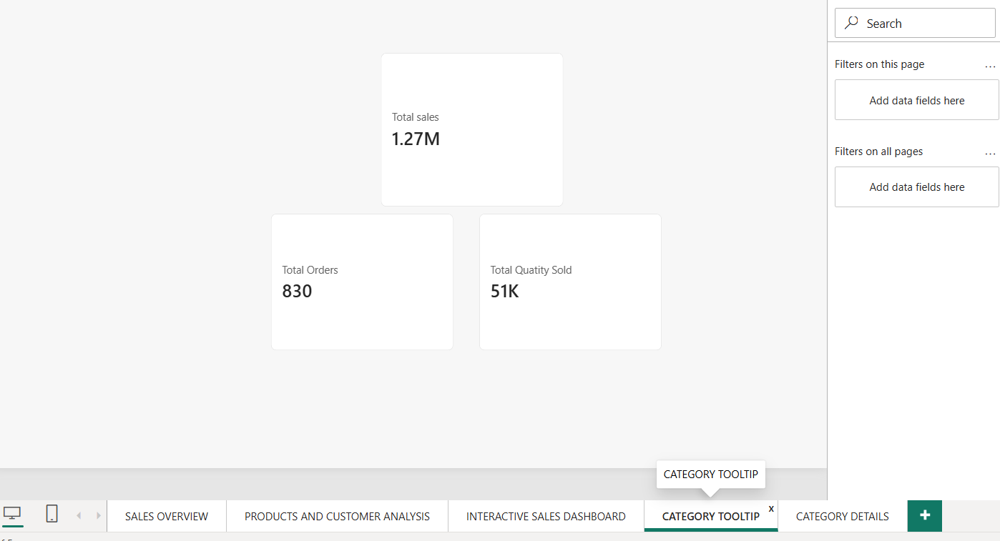 Search
Filters on this page
...
Add data fields here
Filters on all pages
...
Add data fields here
Total sales
1.27M
Total Orders
830
Total Quatity Sold
51K
CATEGORY TOOLTIP
SALES OVERVIEW
PRODUCTS AND CUSTOMER ANALYSIS
INTERACTIVE SALES DASHBOARD
CATEGORY TOOLTIP
x
CATEGORY DETAILS
+